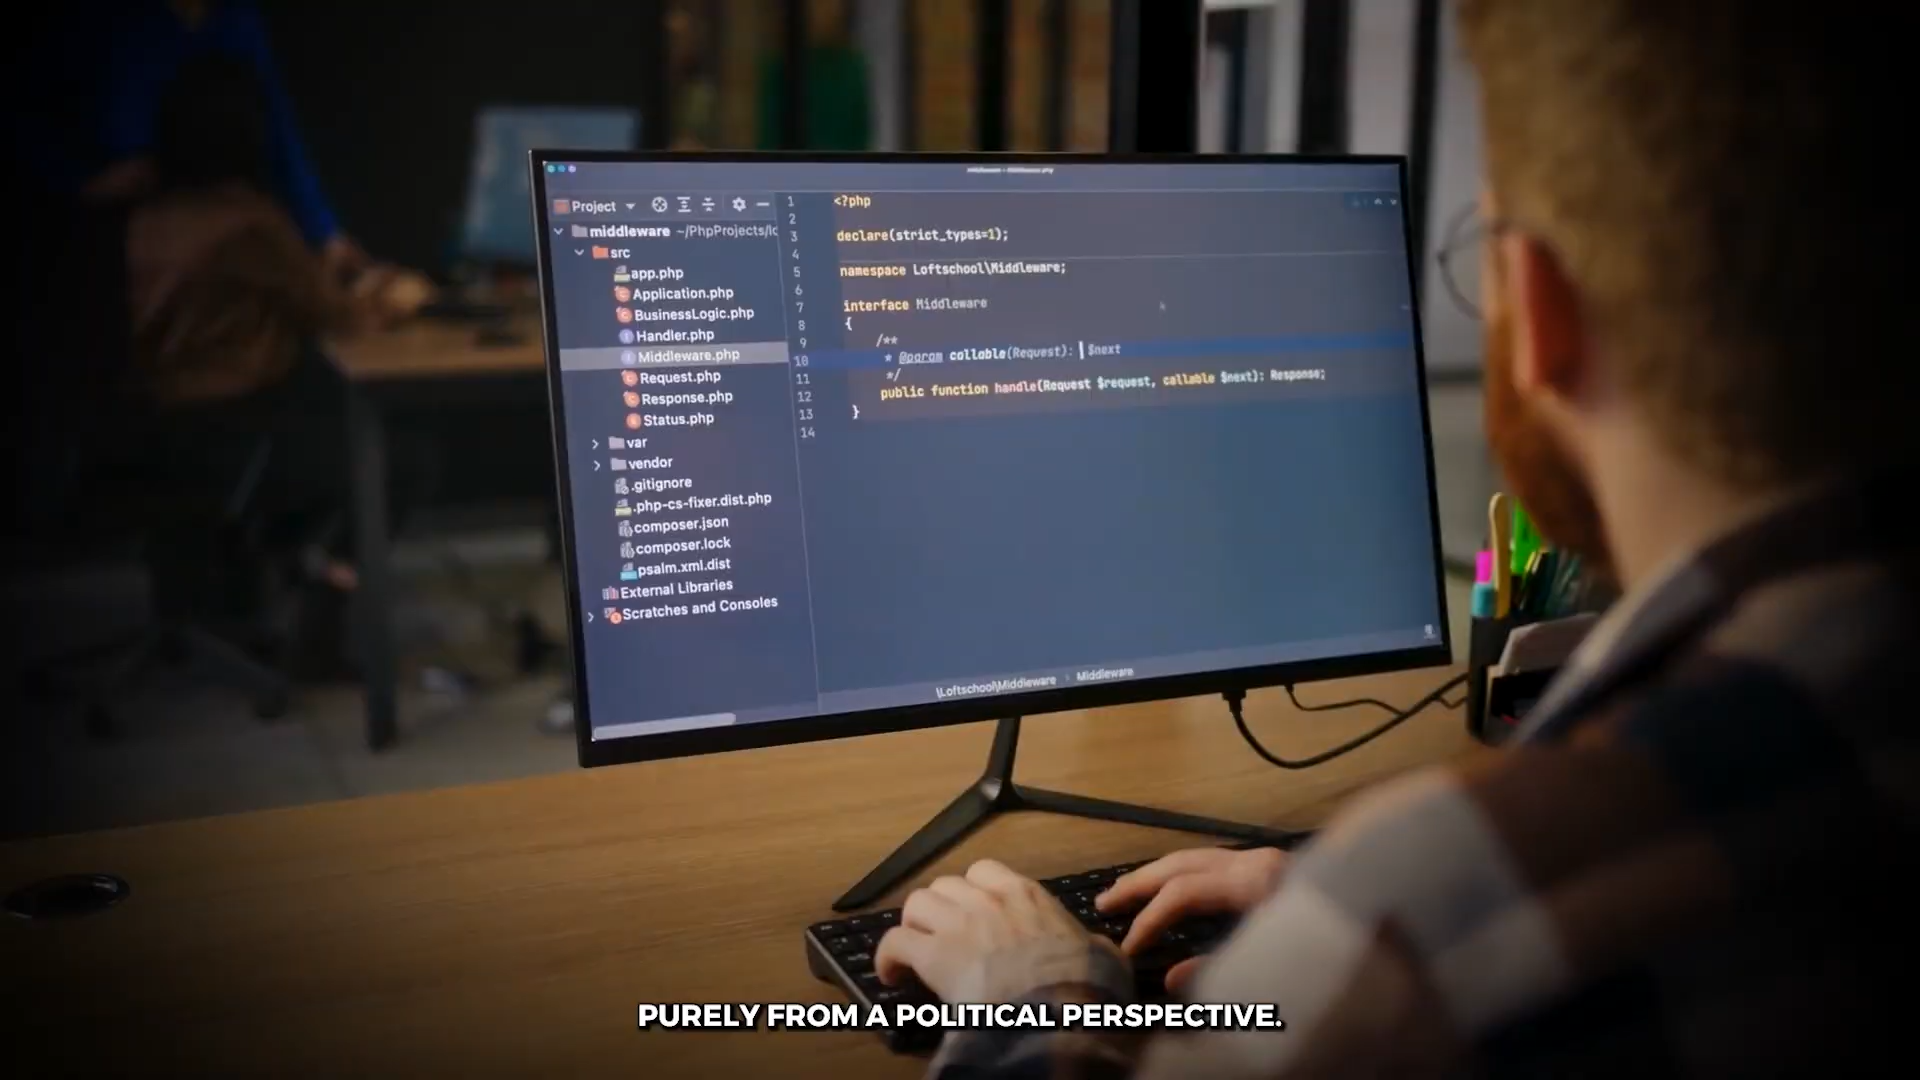 Project
middleware ~/PhpProjects/lo
src
app.php
Application.php
BusinessLogic.php
Handler.php
Middleware.php
Request.php
Response.php
Status.php
var
vendor
.gitignore
.php-cs-fixer.dist.php
composer.json
composer.lock
psalm.xml.dist
External Libraries
Scratches and Consoles
1 <?php
2
3 declare(strict_types=1);
4
5 namespace Loftschool\Middleware;
6
7 interface Middleware
8 {
9 /**
10 * @param callable(Request): $next
11 */
12 public function handle(Request $request, callable $next): Response;
13 }
14
\Loftschool\Middleware › Middleware
PURELY FROM A POLITICAL PERSPECTIVE.